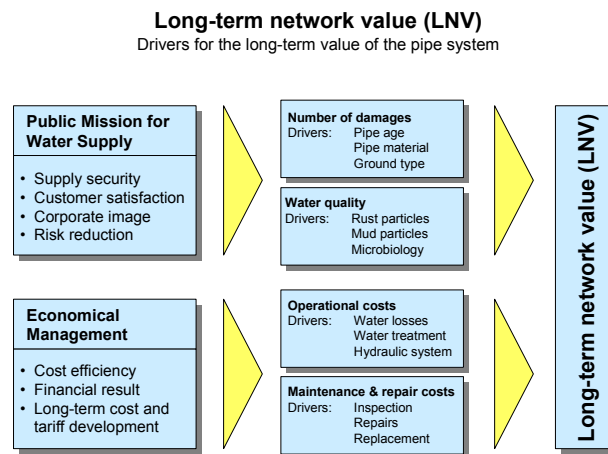 Long-term network value (LNV)
Drivers for the long-term value of the pipe system
Public Mission for
Water Supply
• Supply security
• Customer satisfaction
• Corporate image
• Risk reduction
Number of damages
Drivers: Pipe age
Pipe material
Ground type
Water quality
Drivers: Rust particles
Mud particles
Microbiology
Economical
Management
• Cost efficiency
• Financial result
• Long-term cost and
tariff development
Operational costs
Drivers: Water losses
Water treatment
Hydraulic system
Maintenance & repair costs
Drivers: Inspection
Repairs
Replacement
Long-term network value (LNV)